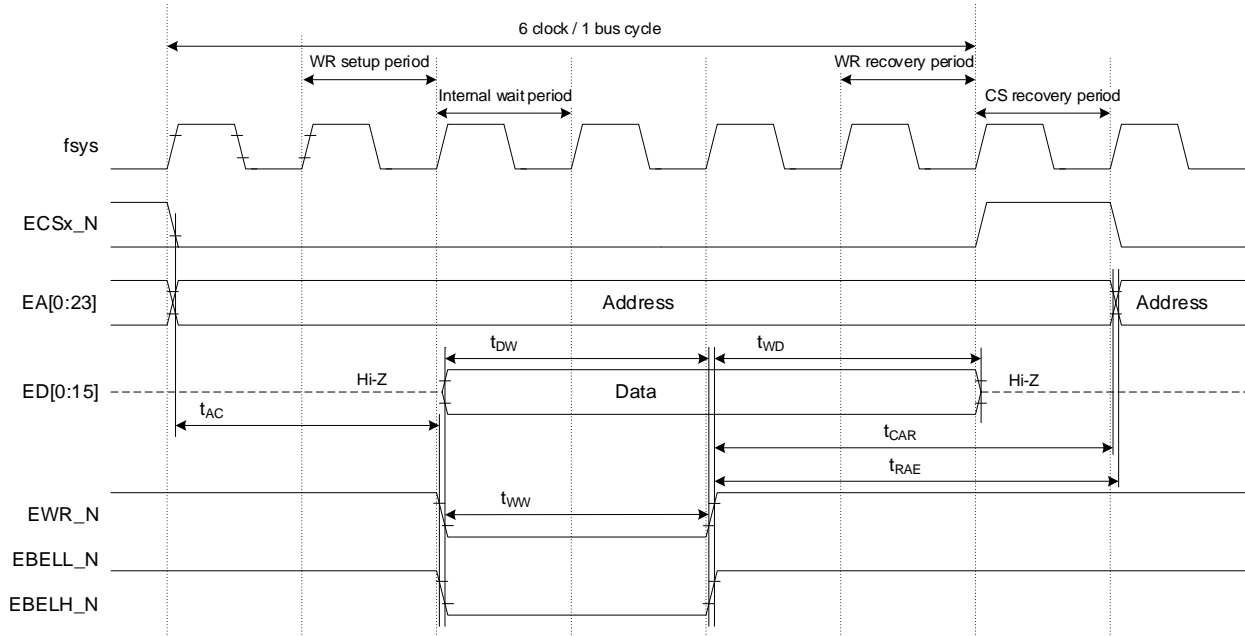 6 clock / 1 bus cycle
WR setup period
WR recovery period
Internal wait period
CS recovery period
fsys
ECSx_N
EA[0:23]
Address
Address
tDW
tWD
ED[0:15]
Hi-Z
Data
Hi-Z
tAC
tCAR
tRAE
tWW
EWR_N
EBELL_N
EBELH_N